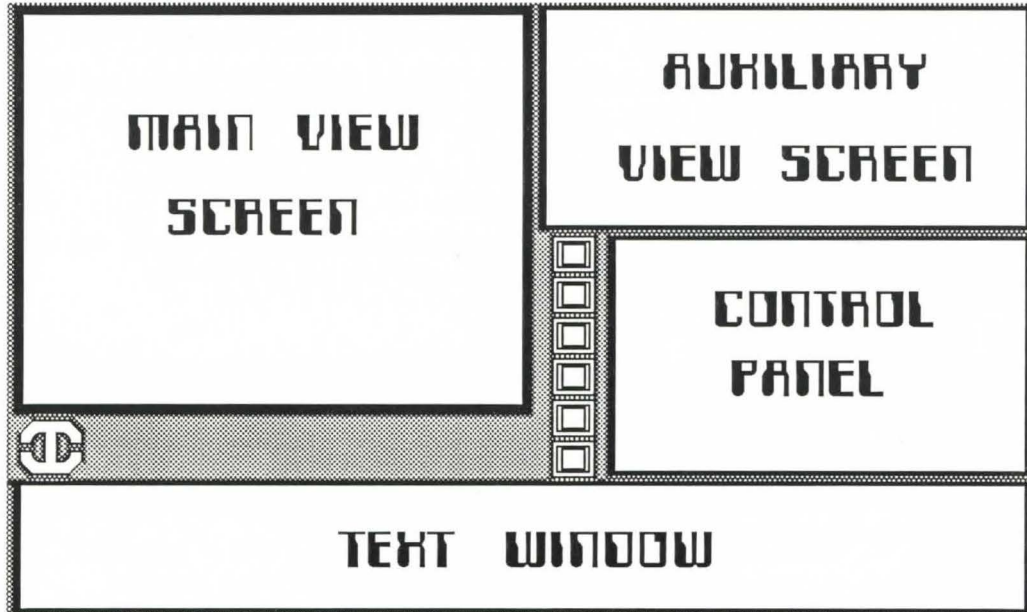 MAIN VIEW
SCREEN
AUXILIARY
VIEW SCREEN
CONTROL
PANEL
TEXT WINDOW